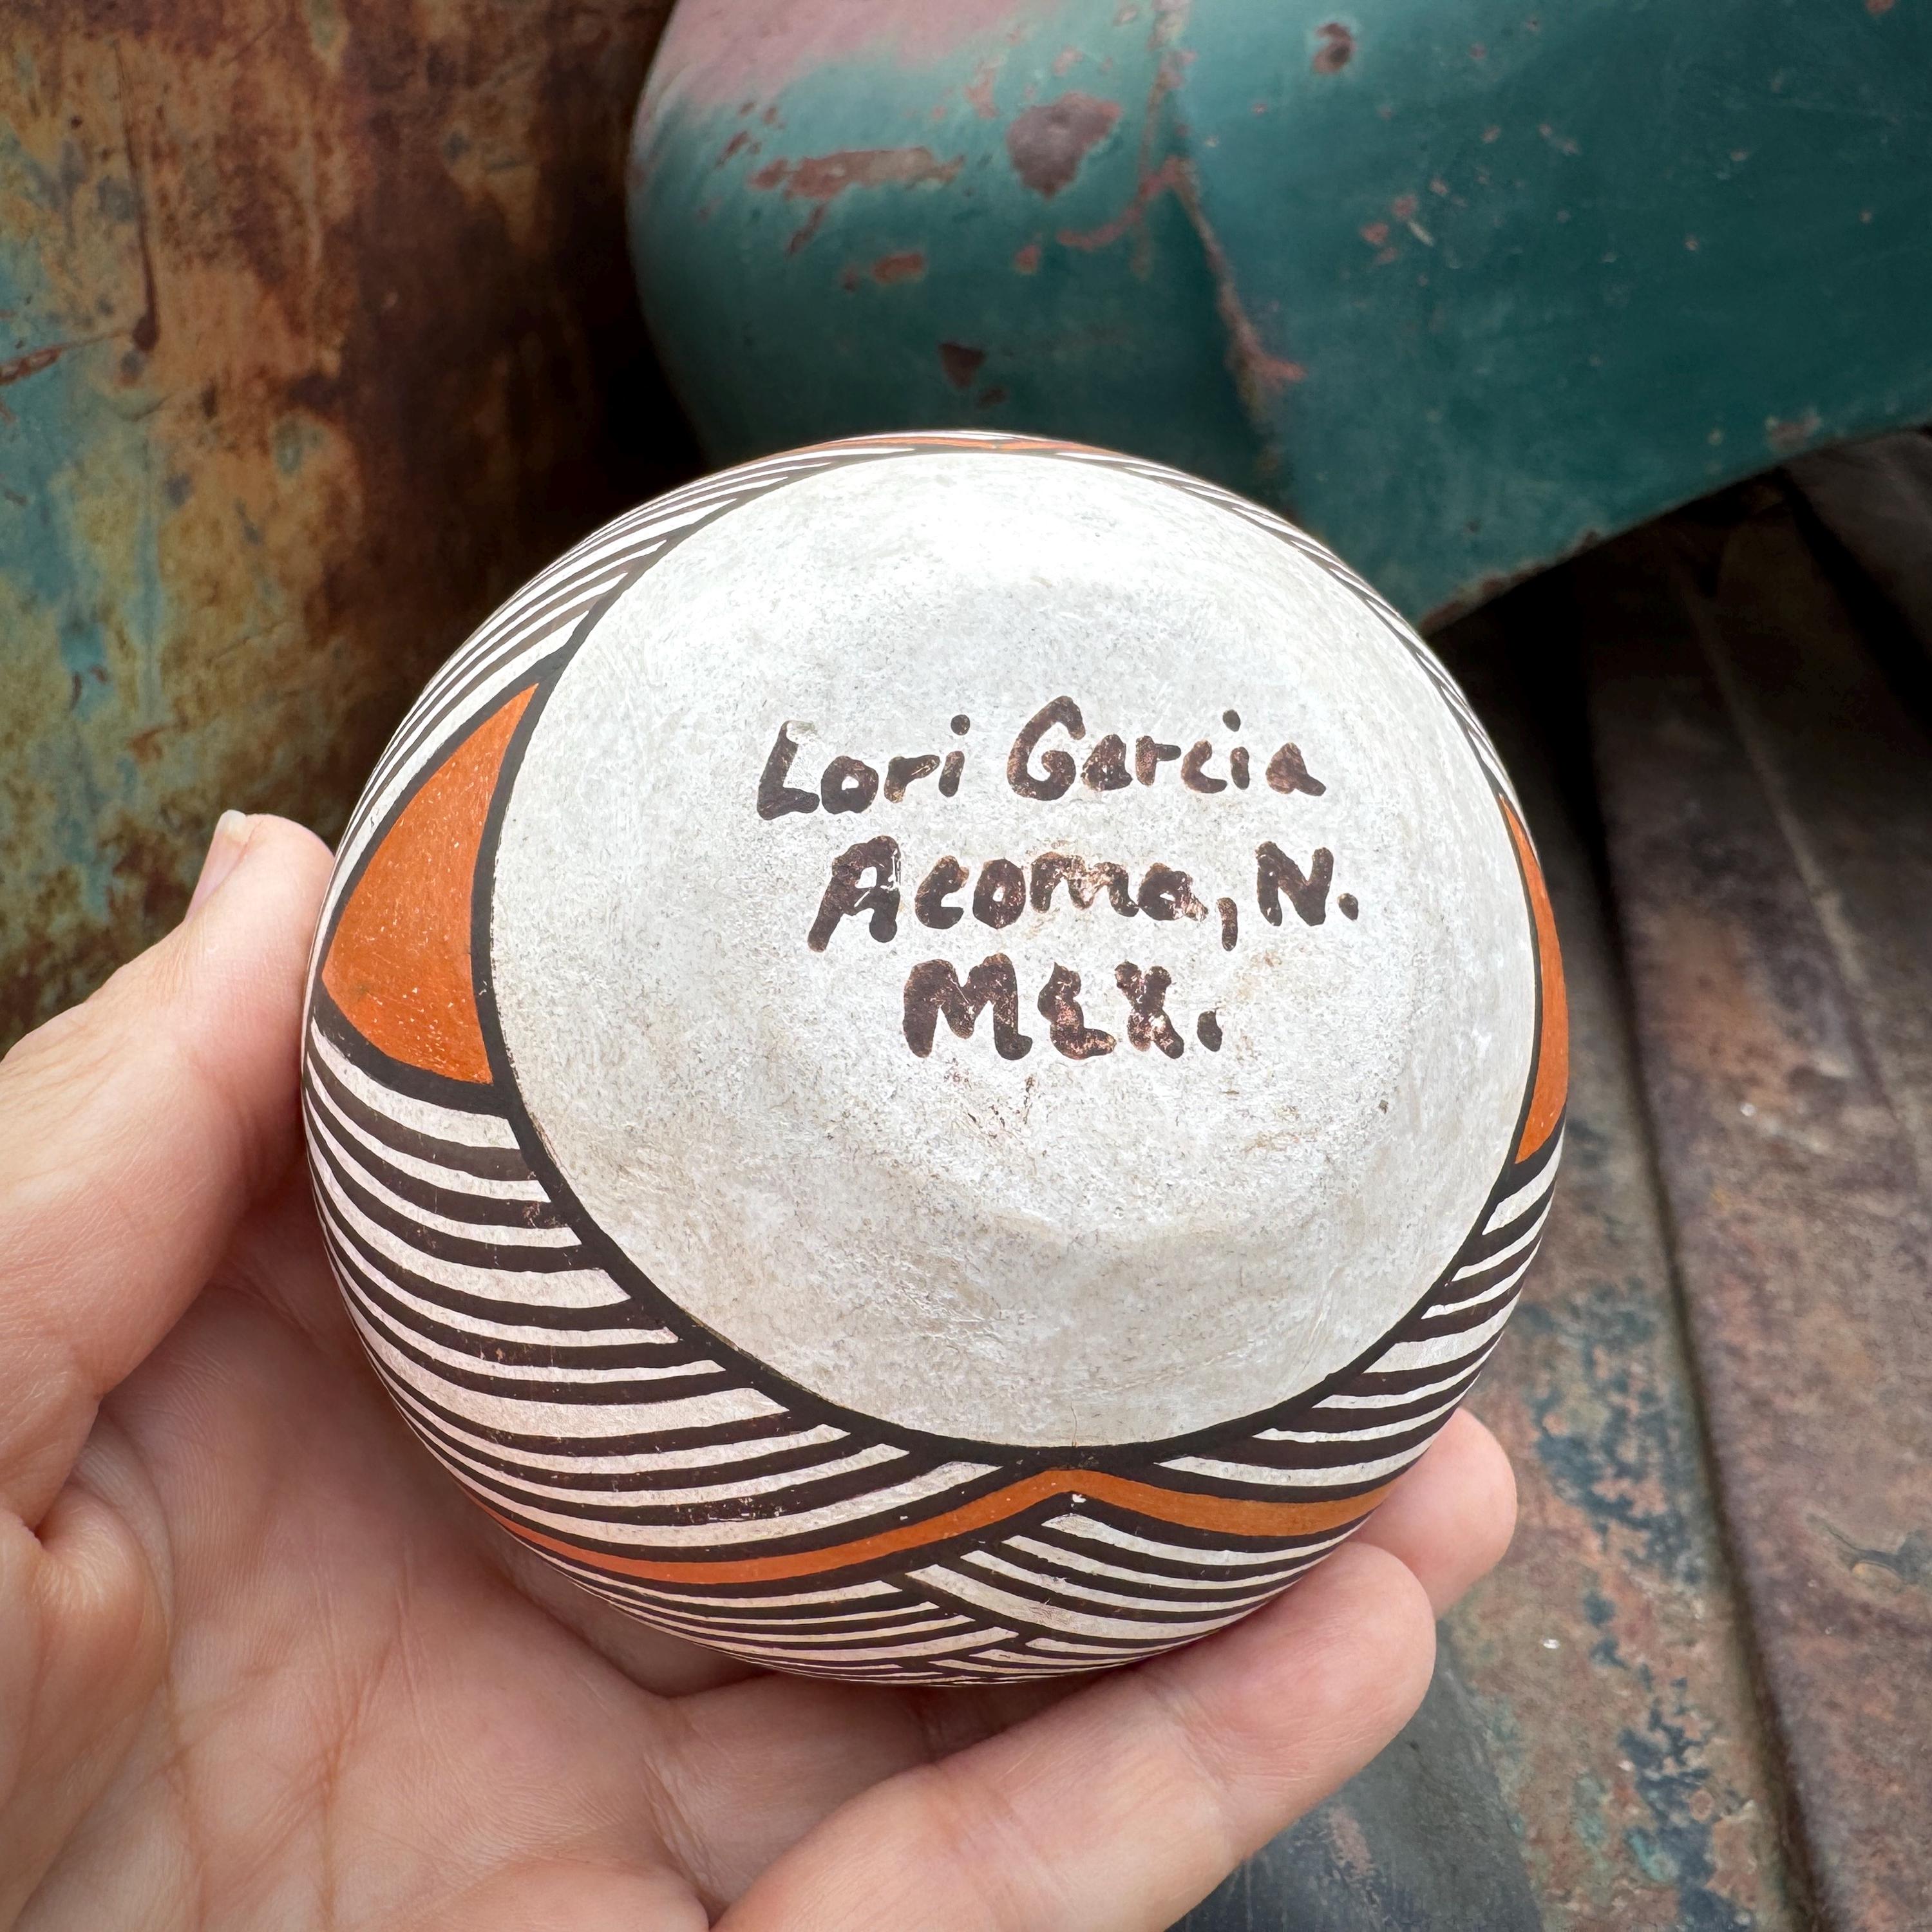 Lori Garcia
Acoma, N.
MEX.